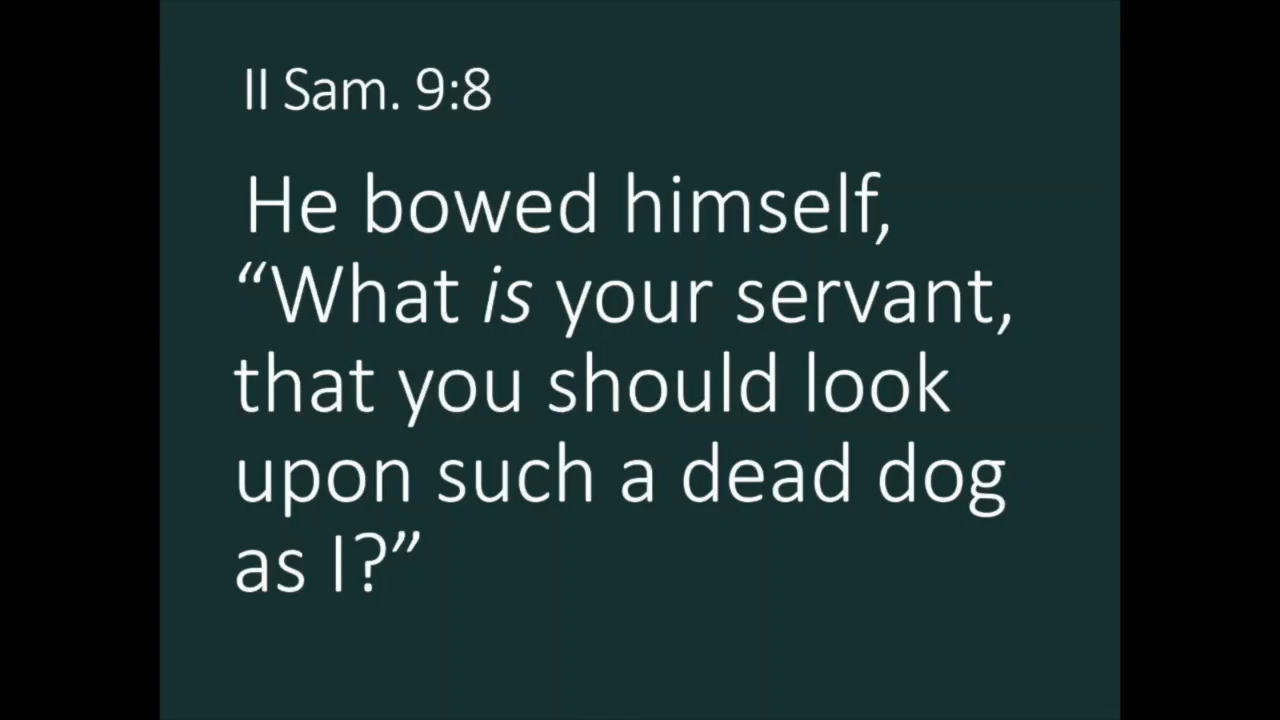 II Sam. 9:8
He bowed himself,
“What is your servant,
that you should look
upon such a dead dog
as I?”